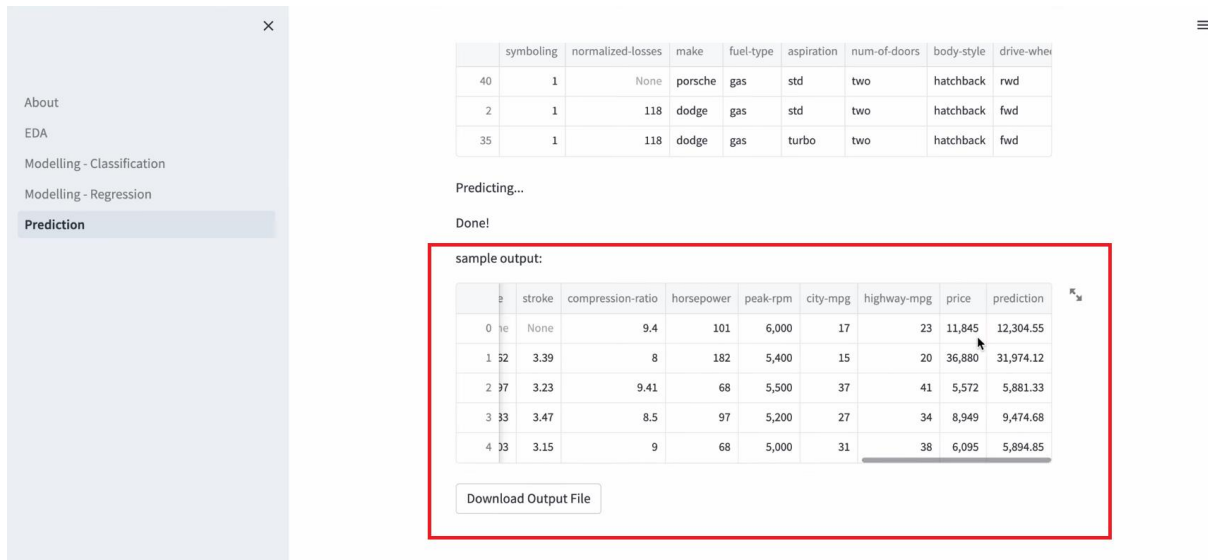 About
EDA
Modelling - Classification
Modelling - Regression
Prediction
symboling normalized-losses make fuel-type aspiration num-of-doors body-style drive-whee
40 1 None porsche gas std two hatchback rwd
2 1 118 dodge gas std two hatchback fwd
35 1 118 dodge gas turbo two hatchback fwd
Predicting...
Done!
sample output:
e stroke compression-ratio horsepower peak-rpm city-mpg highway-mpg price prediction
0 ne None 9.4 101 6,000 17 23 11,845 12,304.55
1 62 3.39 8 182 5,400 15 20 36,880 31,974.12
2 97 3.23 9.41 68 5,500 37 41 5,572 5,881.33
3 33 3.47 8.5 97 5,200 27 34 8,949 9,474.68
4 03 3.15 9 68 5,000 31 38 6,095 5,894.85
Download Output File